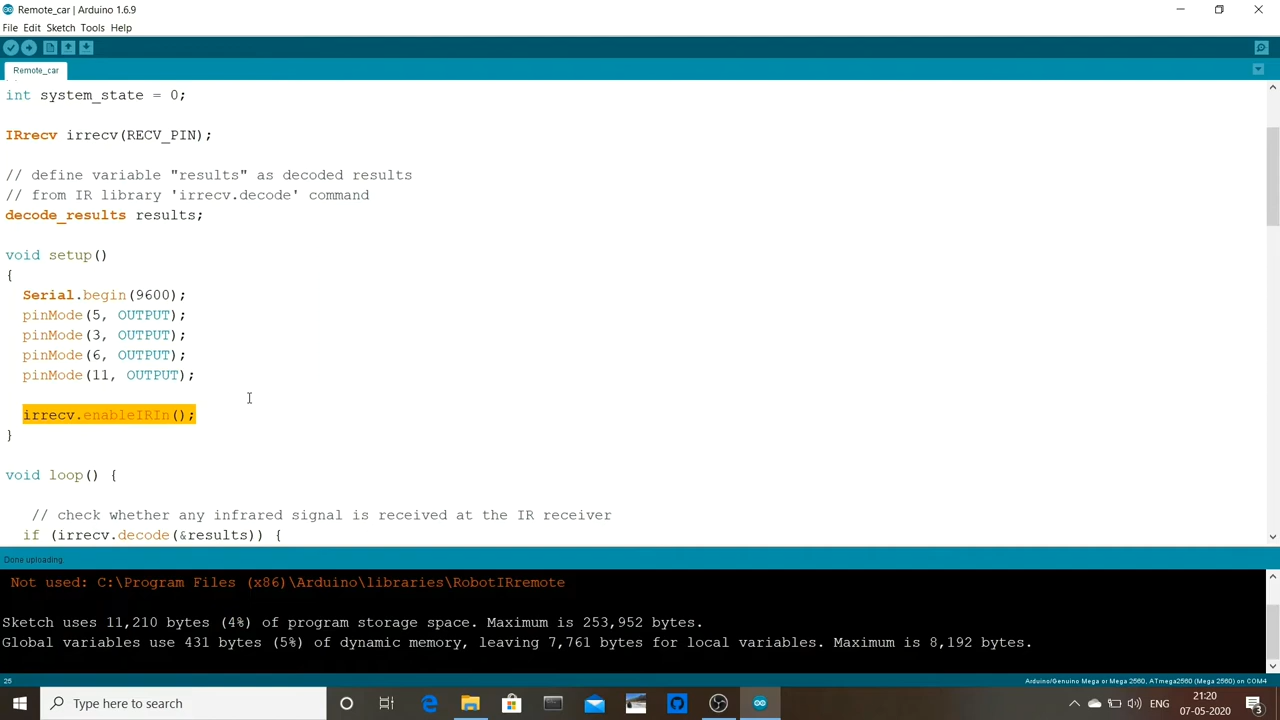 Remote_car | Arduino 1.6.9
File Edit Sketch Tools Help
Remote_car
int system_state = 0;
IRrecv irrecv(RECV_PIN);
// define variable "results" as decoded results
// from IR library 'irrecv.decode' command
decode_results results;
void setup()
{
Serial.begin(9600);
pinMode(5, OUTPUT);
pinMode(3, OUTPUT);
pinMode(6, OUTPUT);
pinMode(11, OUTPUT);
irrecv.enableIRIn();
}
void loop() {
// check whether any infrared signal is received at the IR receiver
if (irrecv.decode(&results)) {
Done uploading.
Not used: C:\Program Files (x86)\Arduino\libraries\RobotIRremote
Sketch uses 11,210 bytes (4%) of program storage space. Maximum is 253,952 bytes.
Global variables use 431 bytes (5%) of dynamic memory, leaving 7,761 bytes for local variables. Maximum is 8,192 bytes.
25 Arduino/Genuino Mega or Mega 2560, ATmega2560 (Mega 2560) on COM4
Type here to search
ENG
21:20
07-05-2020
3